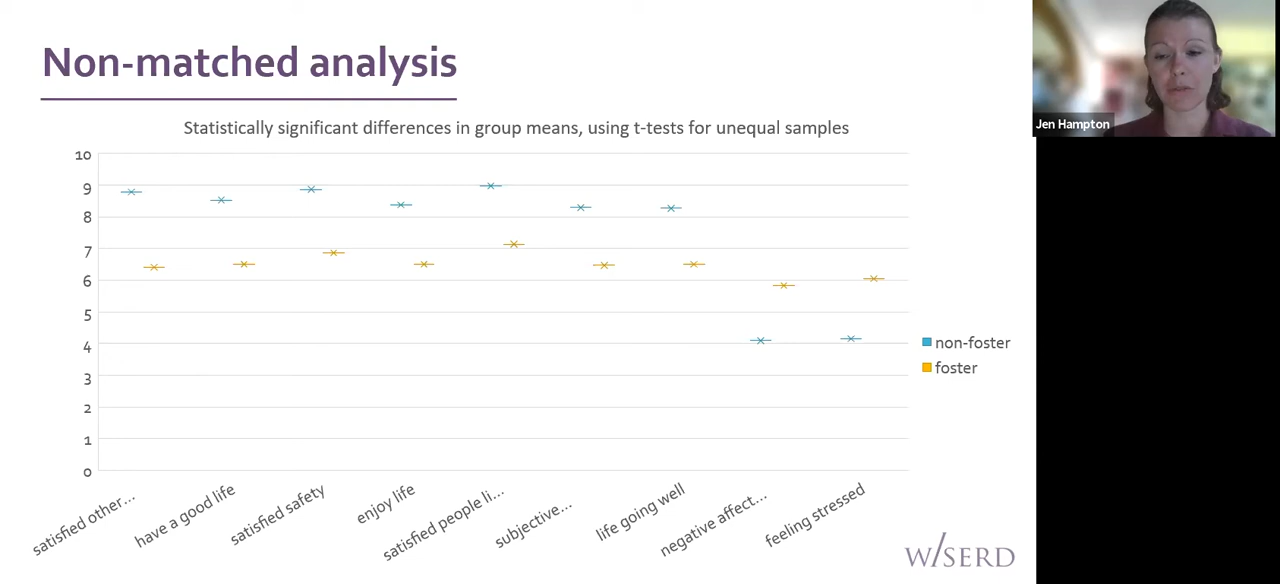 Non-matched analysis
Jen Hampton
Statistically significant differences in group means, using t-tests for unequal samples
10
9
8
7
6
5
4
3
2
1
0
non-foster
foster
satisfied other...
have a good life
satisfied safety
enjoy life
satisfied people li...
subjective...
life going well
negative affect...
feeling stressed
W/SERD